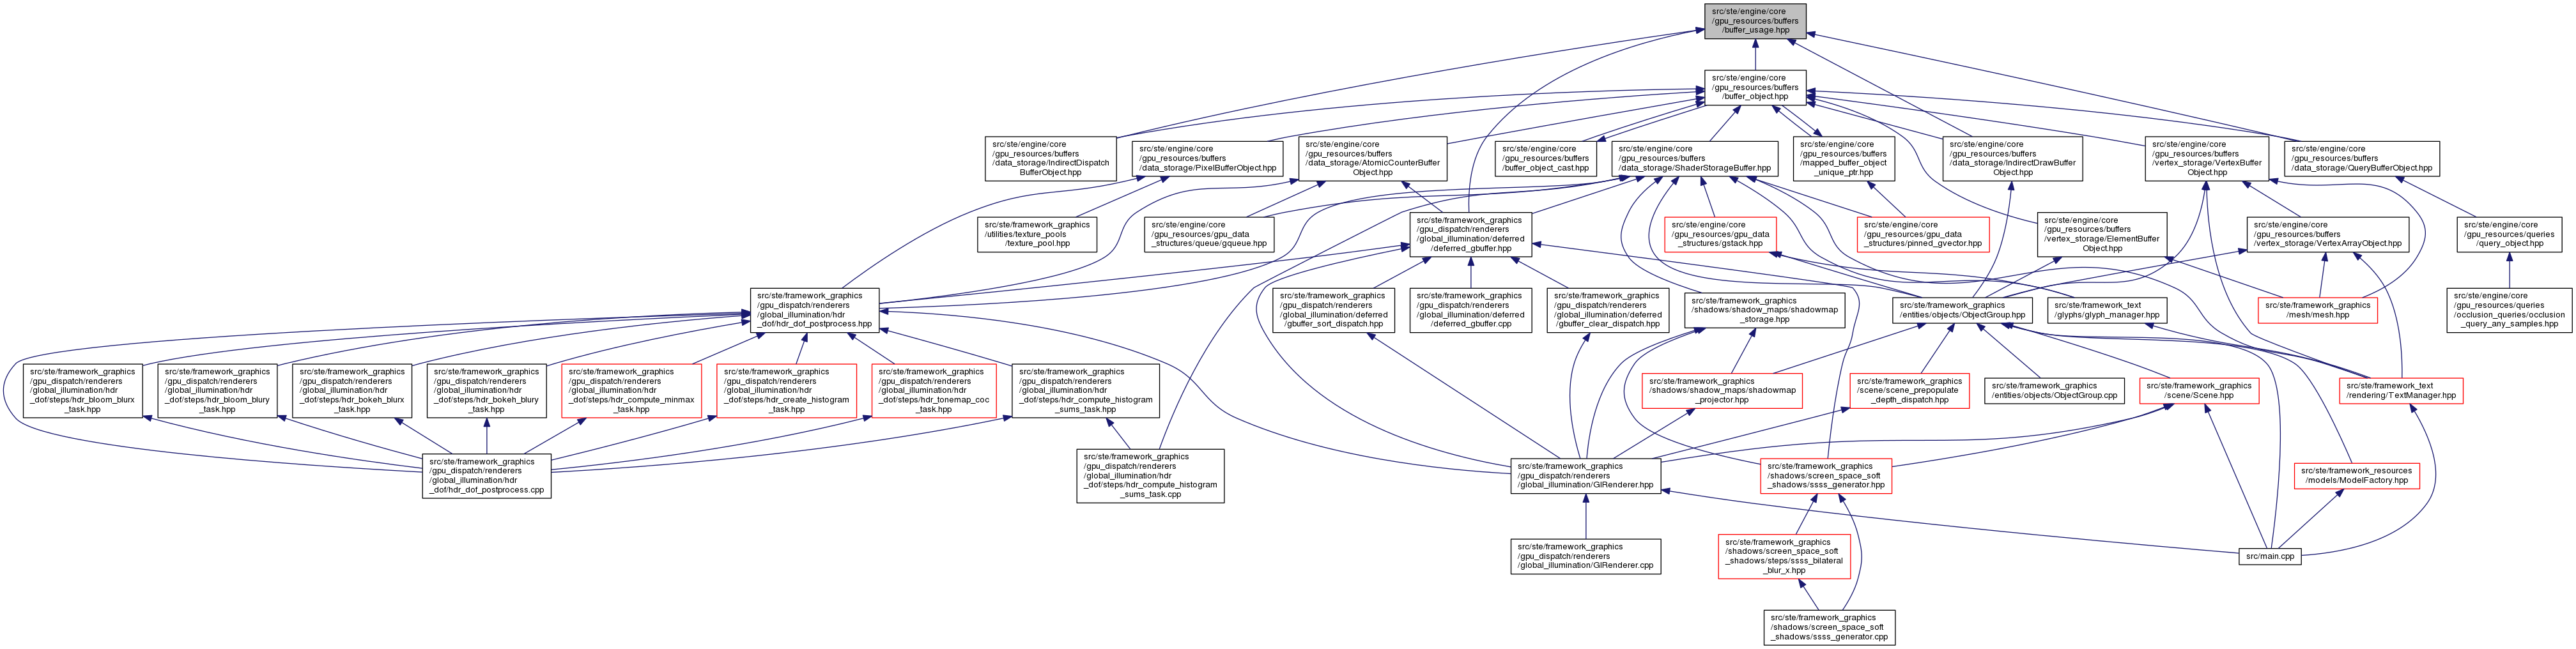 src/ste/engine/core
/gpu_resources/buffers
/buffer_usage.hpp
src/ste/engine/core
/gpu_resources/buffers
/buffer_object.hpp
src/ste/engine/core
/gpu_resources/buffers
/data_storage/IndirectDispatch
BufferObject.hpp
src/ste/engine/core
/gpu_resources/buffers
/data_storage/PixelBufferObject.hpp
src/ste/engine/core
/gpu_resources/buffers
/data_storage/AtomicCounterBuffer
Object.hpp
src/ste/engine/core
/gpu_resources/buffers
/buffer_object_cast.hpp
src/ste/engine/core
/gpu_resources/buffers
/data_storage/ShaderStorageBuffer.hpp
src/ste/engine/core
/gpu_resources/buffers
/mapped_buffer_object
_unique_ptr.hpp
src/ste/engine/core
/gpu_resources/buffers
/data_storage/IndirectDrawBuffer
Object.hpp
src/ste/engine/core
/gpu_resources/buffers
/vertex_storage/VertexBuffer
Object.hpp
src/ste/engine/core
/gpu_resources/buffers
/data_storage/QueryBufferObject.hpp
src/ste/framework_graphics
/utilities/texture_pools
/texture_pool.hpp
src/ste/engine/core
/gpu_resources/gpu_data
_structures/queue/gqueue.hpp
src/ste/framework_graphics
/gpu_dispatch/renderers
/global_illumination/deferred
/deferred_gbuffer.hpp
src/ste/engine/core
/gpu_resources/gpu_data
_structures/gstack.hpp
src/ste/engine/core
/gpu_resources/gpu_data
_structures/pinned_gvector.hpp
src/ste/engine/core
/gpu_resources/buffers
/vertex_storage/ElementBuffer
Object.hpp
src/ste/engine/core
/gpu_resources/buffers
/vertex_storage/VertexArrayObject.hpp
src/ste/engine/core
/gpu_resources/queries
/query_object.hpp
src/ste/framework_graphics
/gpu_dispatch/renderers
/global_illumination/hdr
_dof/hdr_dof_postprocess.hpp
src/ste/framework_graphics
/gpu_dispatch/renderers
/global_illumination/deferred
/gbuffer_sort_dispatch.hpp
src/ste/framework_graphics
/gpu_dispatch/renderers
/global_illumination/deferred
/deferred_gbuffer.cpp
src/ste/framework_graphics
/gpu_dispatch/renderers
/global_illumination/deferred
/gbuffer_clear_dispatch.hpp
src/ste/framework_graphics
/shadows/shadow_maps/shadowmap
_storage.hpp
src/ste/framework_graphics
/entities/objects/ObjectGroup.hpp
src/ste/framework_text
/glyphs/glyph_manager.hpp
src/ste/framework_graphics
/mesh/mesh.hpp
src/ste/engine/core
/gpu_resources/queries
/occlusion_queries/occlusion
_query_any_samples.hpp
src/ste/framework_graphics
/gpu_dispatch/renderers
/global_illumination/hdr
_dof/steps/hdr_bloom_blurx
_task.hpp
src/ste/framework_graphics
/gpu_dispatch/renderers
/global_illumination/hdr
_dof/steps/hdr_bloom_blury
_task.hpp
src/ste/framework_graphics
/gpu_dispatch/renderers
/global_illumination/hdr
_dof/steps/hdr_bokeh_blurx
_task.hpp
src/ste/framework_graphics
/gpu_dispatch/renderers
/global_illumination/hdr
_dof/steps/hdr_bokeh_blury
_task.hpp
src/ste/framework_graphics
/gpu_dispatch/renderers
/global_illumination/hdr
_dof/steps/hdr_compute_minmax
_task.hpp
src/ste/framework_graphics
/gpu_dispatch/renderers
/global_illumination/hdr
_dof/steps/hdr_create_histogram
_task.hpp
src/ste/framework_graphics
/gpu_dispatch/renderers
/global_illumination/hdr
_dof/steps/hdr_tonemap_coc
_task.hpp
src/ste/framework_graphics
/gpu_dispatch/renderers
/global_illumination/hdr
_dof/steps/hdr_compute_histogram
_sums_task.hpp
src/ste/framework_graphics
/shadows/shadow_maps/shadowmap
_projector.hpp
src/ste/framework_graphics
/scene/scene_prepopulate
_depth_dispatch.hpp
src/ste/framework_graphics
/entities/objects/ObjectGroup.cpp
src/ste/framework_graphics
/scene/Scene.hpp
src/ste/framework_text
/rendering/TextManager.hpp
src/ste/framework_graphics
/gpu_dispatch/renderers
/global_illumination/hdr
_dof/hdr_dof_postprocess.cpp
src/ste/framework_graphics
/gpu_dispatch/renderers
/global_illumination/hdr
_dof/steps/hdr_compute_histogram
_sums_task.cpp
src/ste/framework_graphics
/gpu_dispatch/renderers
/global_illumination/GIRenderer.hpp
src/ste/framework_graphics
/shadows/screen_space_soft
_shadows/ssss_generator.hpp
src/ste/framework_resources
/models/ModelFactory.hpp
src/ste/framework_graphics
/gpu_dispatch/renderers
/global_illumination/GIRenderer.cpp
src/ste/framework_graphics
/shadows/screen_space_soft
_shadows/steps/ssss_bilateral
_blur_x.hpp
src/main.cpp
src/ste/framework_graphics
/shadows/screen_space_soft
_shadows/ssss_generator.cpp